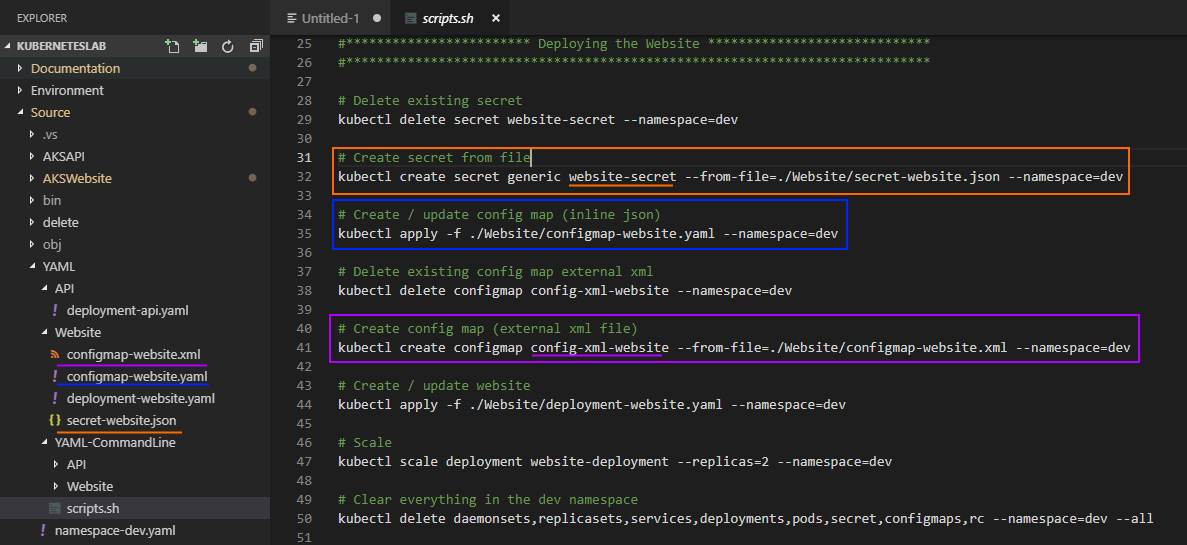 EXPLORER
KUBERNETESLAB
Documentation
Environment
Source
.vs
AKSAPI
AKSWebsite
bin
delete
obj
YAML
API
! deployment-api.yaml
Website
configmap-website.xml
! configmap-website.yaml
! deployment-website.yaml
{} secret-website.json
YAML-CommandLine
API
Website
scripts.sh
! namespace-dev.yaml
Untitled-1
scripts.sh
25 #************************ Deploying the Website *****************************
26 #****************************************************************************
27
28 # Delete existing secret
29 kubectl delete secret website-secret --namespace=dev
30
31 # Create secret from file
32 kubectl create secret generic website-secret --from-file=./Website/secret-website.json --namespace=dev
33
34 # Create / update config map (inline json)
35 kubectl apply -f ./Website/configmap-website.yaml --namespace=dev
36
37 # Delete existing config map external xml
38 kubectl delete configmap config-xml-website --namespace=dev
39
40 # Create config map (external xml file)
41 kubectl create configmap config-xml-website --from-file=./Website/configmap-website.xml --namespace=dev
42
43 # Create / update website
44 kubectl apply -f ./Website/deployment-website.yaml --namespace=dev
45
46 # Scale
47 kubectl scale deployment website-deployment --replicas=2 --namespace=dev
48
49 # Clear everything in the dev namespace
50 kubectl delete daemonsets,replicasets,services,deployments,pods,secret,configmaps,rc --namespace=dev --all
51